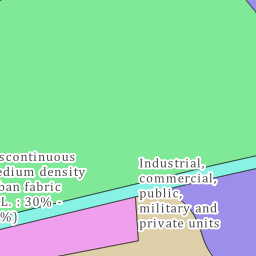 scontinuous
edium density
ban fabric
L. : 30% -
%)
Industrial,
commercial,
public,
military and
private units